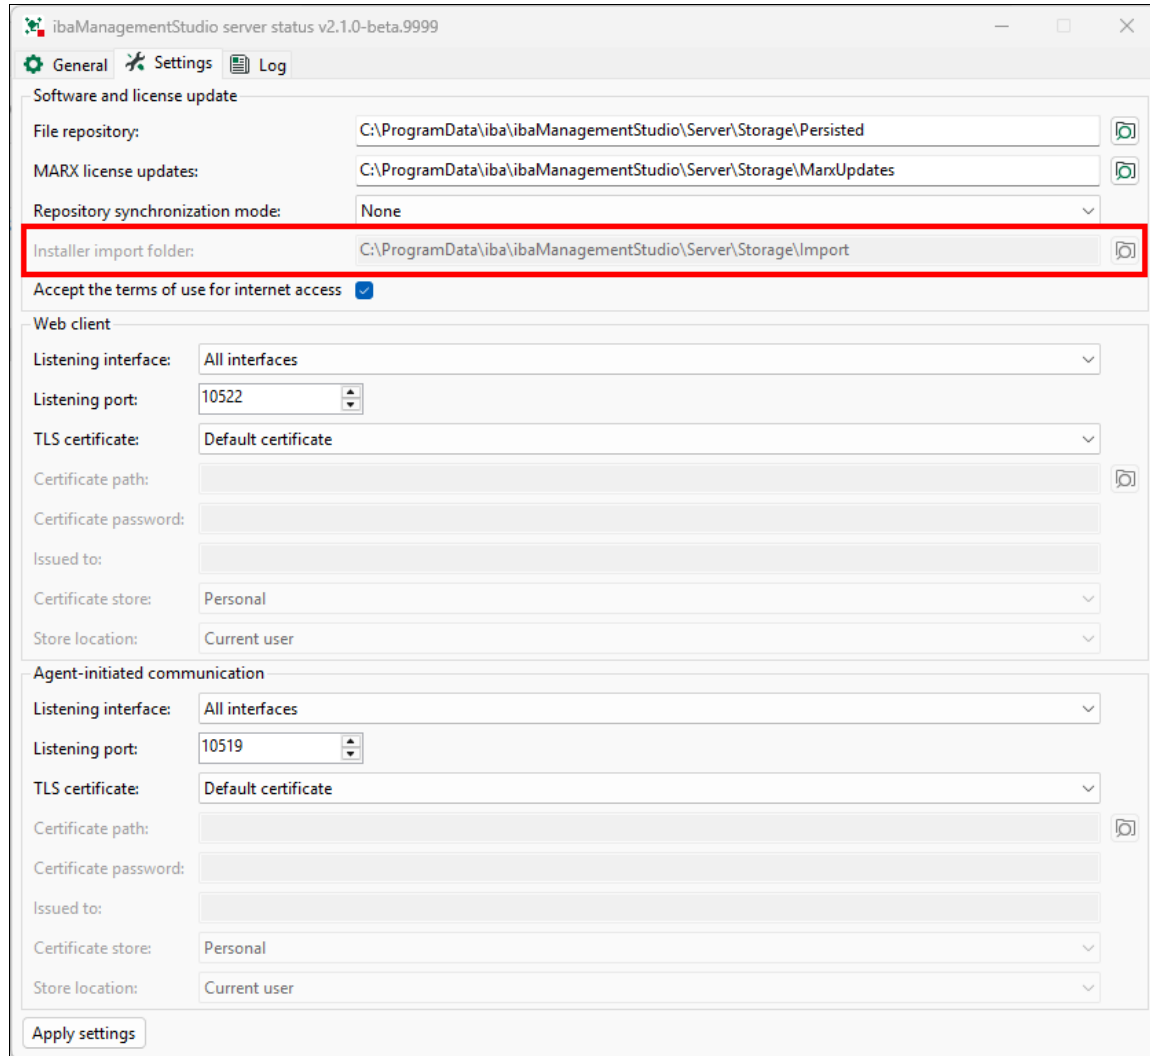 ibaManagementStudio server status v2.1.0-beta.9999
General Settings Log
Software and license update
File repository: C:\ProgramData\iba\ibaManagementStudio\Server\Storage\Persisted
MARX license updates: C:\ProgramData\iba\ibaManagementStudio\Server\Storage\MarxUpdates
Repository synchronization mode: None
Installer import folder: C:\ProgramData\iba\ibaManagementStudio\Server\Storage\Import
Accept the terms of use for internet access
Web client
Listening interface: All interfaces
Listening port: 10522
TLS certificate: Default certificate
Certificate path:
Certificate password:
Issued to:
Certificate store: Personal
Store location: Current user
Agent-initiated communication
Listening interface: All interfaces
Listening port: 10519
TLS certificate: Default certificate
Certificate path:
Certificate password:
Issued to:
Certificate store: Personal
Store location: Current user
Apply settings